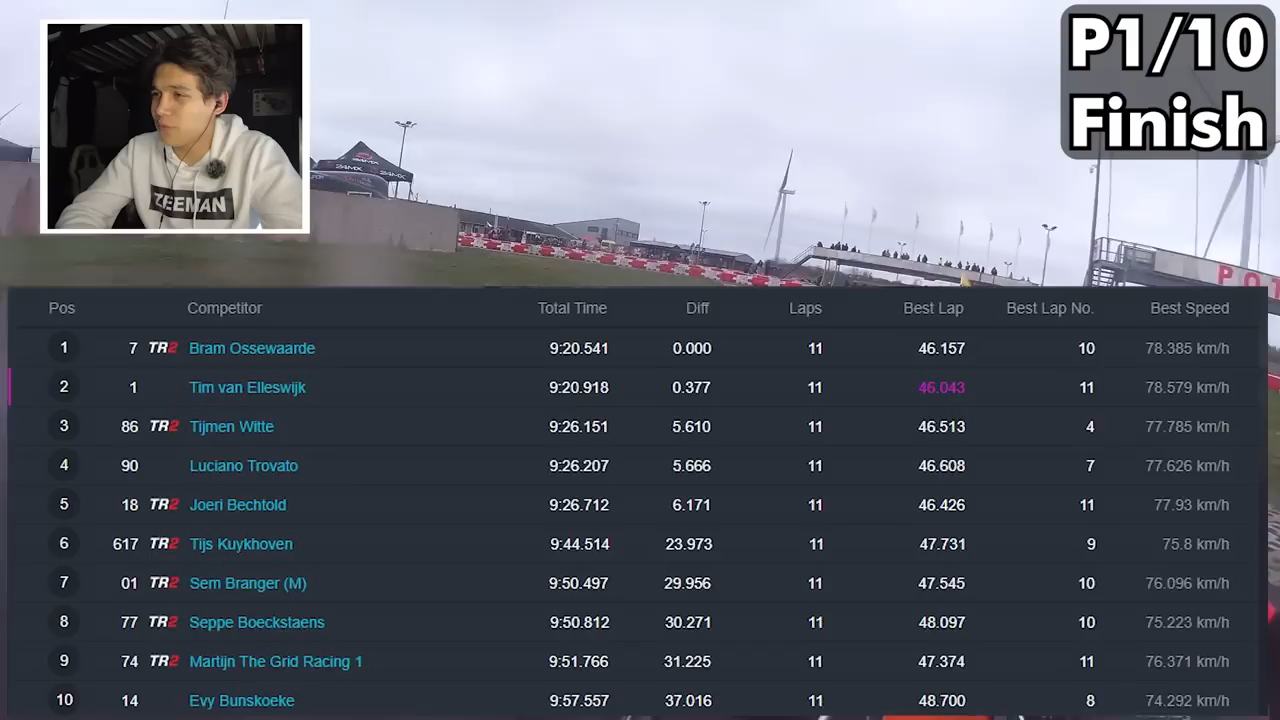 P1/10
Finish
ZEEMAN
24MX
24MX
24MX
Pos Competitor Total Time Diff Laps Best Lap Best Lap No. Best Speed
1 7 TR2 Bram Ossewaarde 9:20.541 0.000 11 46.157 10 78.385 km/h
2 1 Tim van Elleswijk 9:20.918 0.377 11 46.043 11 78.579 km/h
3 86 TR2 Tijmen Witte 9:26.151 5.610 11 46.513 4 77.785 km/h
4 90 Luciano Trovato 9:26.207 5.666 11 46.608 7 77.626 km/h
5 18 TR2 Joeri Bechtold 9:26.712 6.171 11 46.426 11 77.93 km/h
6 617 TR2 Tijs Kuykhoven 9:44.514 23.973 11 47.731 9 75.8 km/h
7 01 TR2 Sem Branger (M) 9:50.497 29.956 11 47.545 10 76.096 km/h
8 77 TR2 Seppe Boeckstaens 9:50.812 30.271 11 48.097 10 75.223 km/h
9 74 TR2 Martijn The Grid Racing 1 9:51.766 31.225 11 47.374 11 76.371 km/h
10 14 Evy Bunskoeke 9:57.557 37.016 11 48.700 8 74.292 km/h